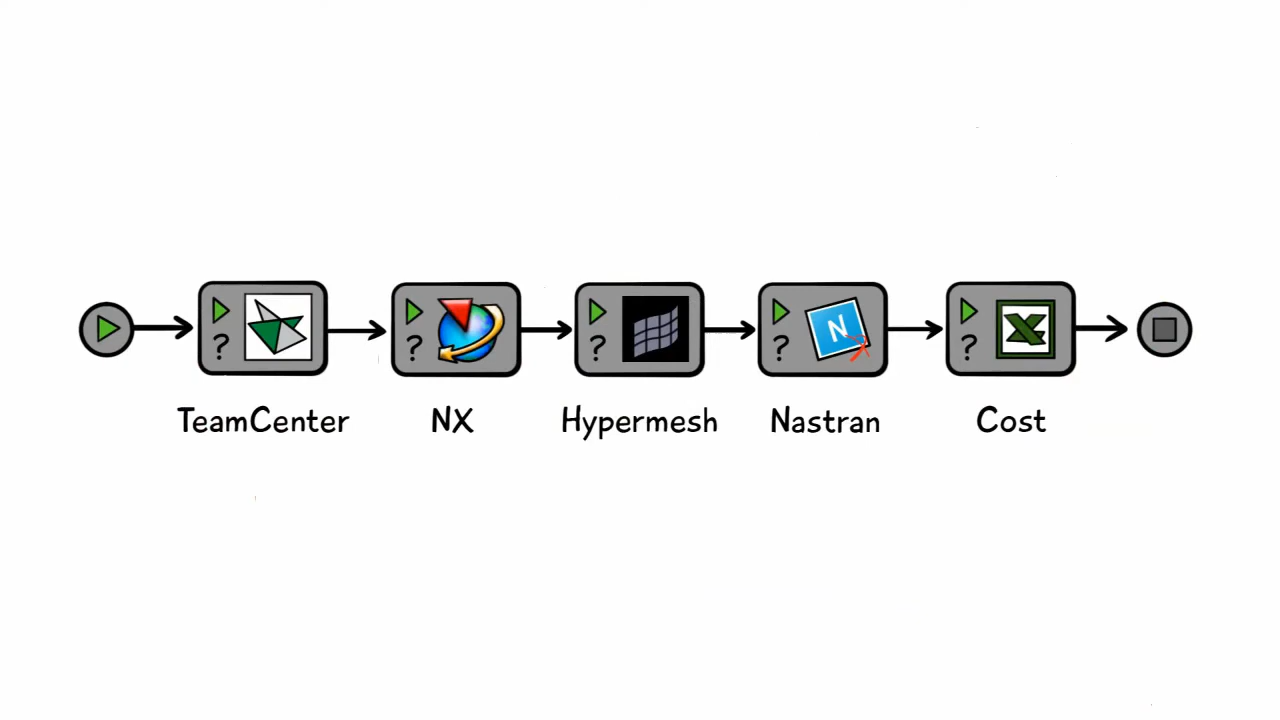 ?
?
?
?
?
N
X
TeamCenter
NX
Hypermesh
Nastran
Cost